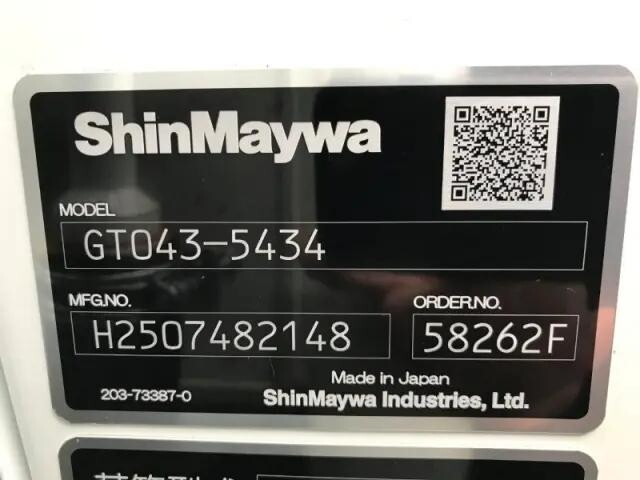 ShinMaywa
MODEL
GT043-5434
MFG.NO.
ORDER.NO.
H2507482148
58262F
Made in Japan
203-73387-0
ShinMaywa Industries, Ltd.